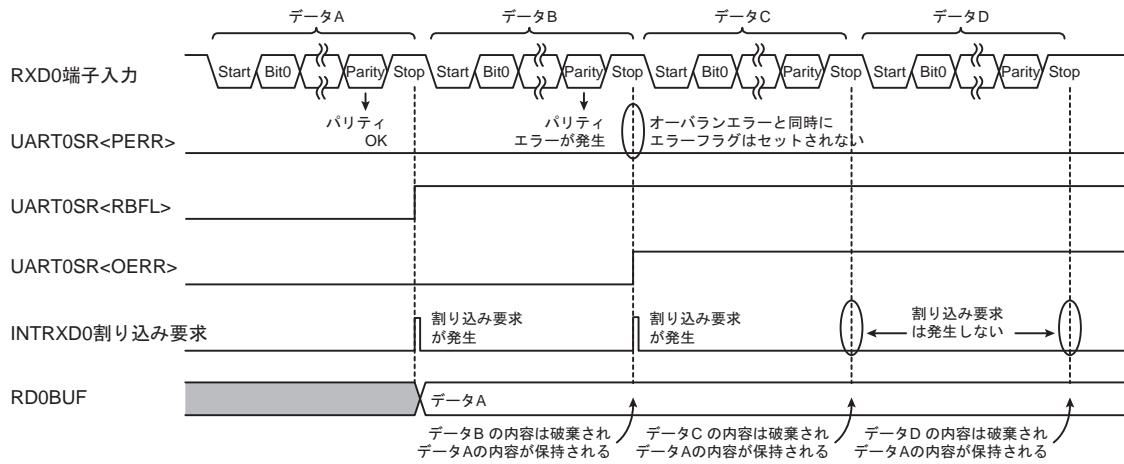 データA データB データC データD
RXD0端子入力 Start Bit0 Parity Stop Start Bit0 Parity Stop Start Bit0 Parity Stop Start Bit0 Parity Stop
パリティ
OK
パリティ
エラーが発生
オーバランエラーと同時に
エラーフラグはセットされない
UART0SR<PERR>
UART0SR<RBFL>
UART0SR<OERR>
INTRXD0割り込み要求
割り込み要求
が発生
割り込み要求
が発生
割り込み要求
は発生しない
RD0BUF
データA
データB の内容は破棄され
データAの内容が保持される
データC の内容は破棄され
データAの内容が保持される
データD の内容は破棄され
データAの内容が保持される